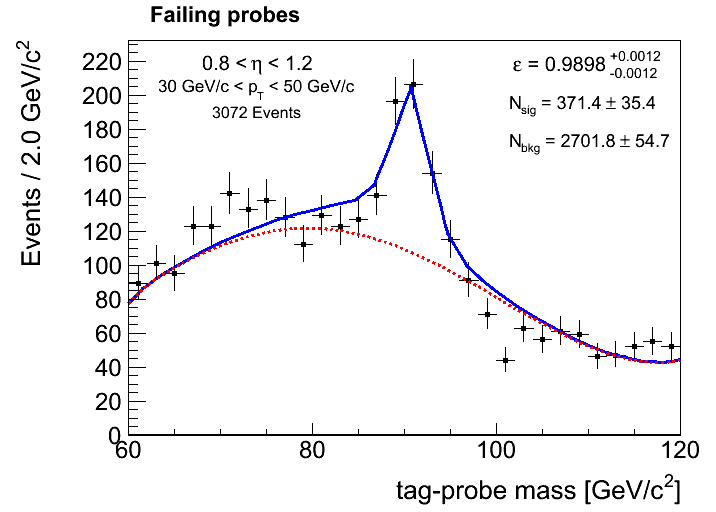 Failing probes
0.8 < η < 1.2
30 GeV/c < p_T < 50 GeV/c
3072 Events
ε = 0.9898 +0.0012 -0.0012
N_sig = 371.4 ± 35.4
N_bkg = 2701.8 ± 54.7
Events / 2.0 GeV/c²
220
200
180
160
140
120
100
80
60
40
20
0
60 80 100 120
tag-probe mass [GeV/c²]